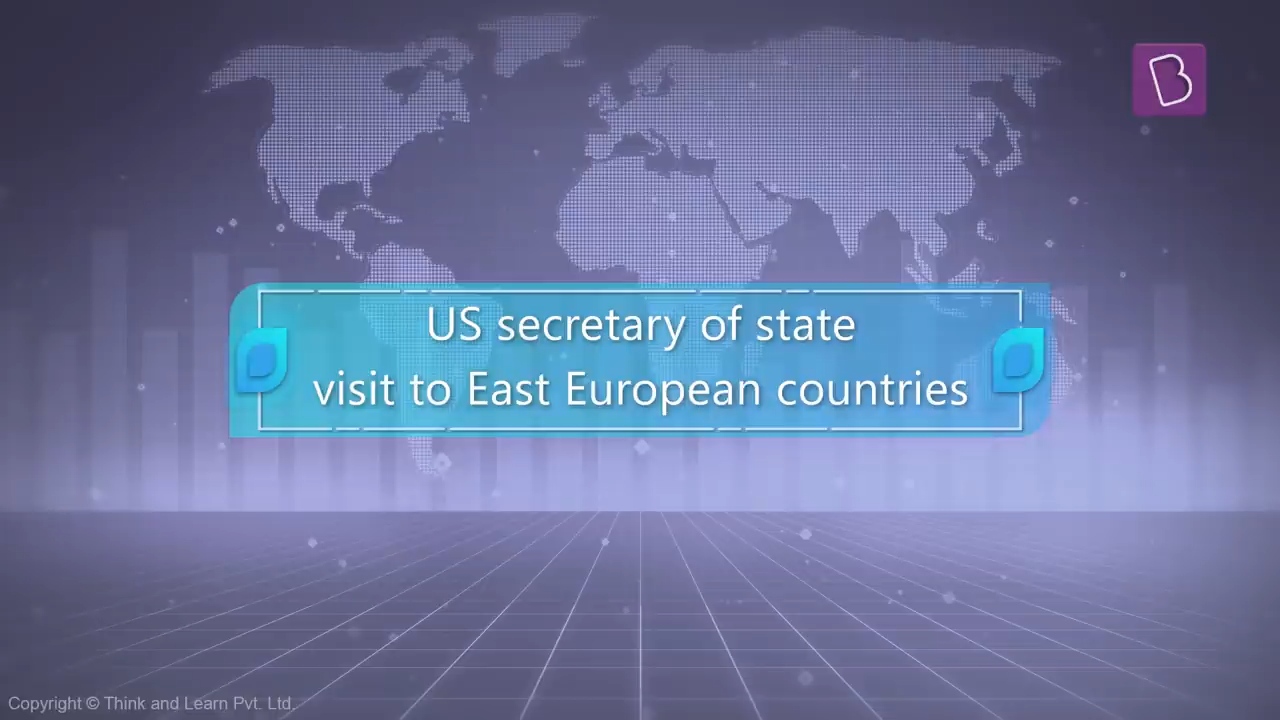 US secretary of state
visit to East European countries
Copyright © Think and Learn Pvt. Ltd.